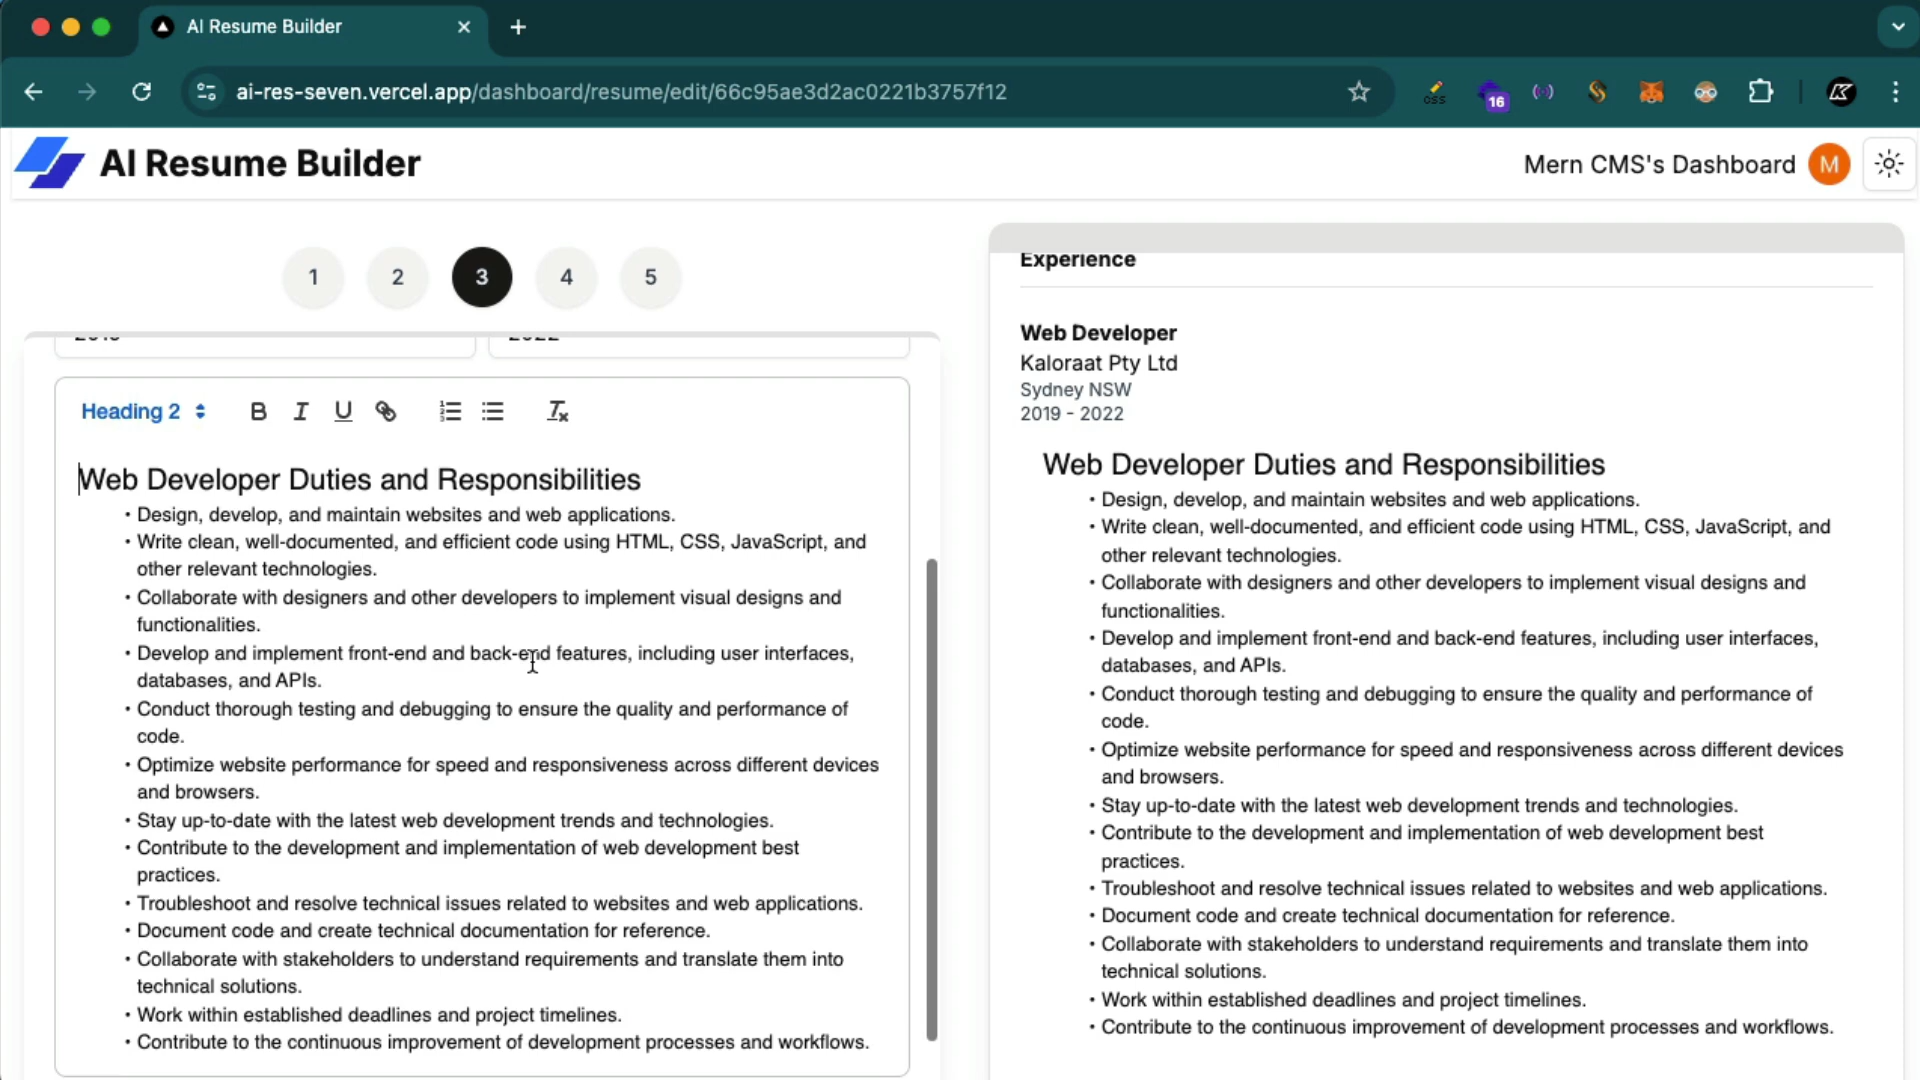 AI Resume Builder
ai-res-seven.vercel.app/dashboard/resume/edit/66c95ae3d2ac0221b3757f12
css
16
AI Resume Builder
Mern CMS's Dashboard
M
1
2
3
4
5
2019
2022
Heading 2
B
I
U
Web Developer Duties and Responsibilities
• Design, develop, and maintain websites and web applications.
• Write clean, well-documented, and efficient code using HTML, CSS, JavaScript, and
other relevant technologies.
• Collaborate with designers and other developers to implement visual designs and
functionalities.
• Develop and implement front-end and back-end features, including user interfaces,
databases, and APIs.
• Conduct thorough testing and debugging to ensure the quality and performance of
code.
• Optimize website performance for speed and responsiveness across different devices
and browsers.
• Stay up-to-date with the latest web development trends and technologies.
• Contribute to the development and implementation of web development best
practices.
• Troubleshoot and resolve technical issues related to websites and web applications.
• Document code and create technical documentation for reference.
• Collaborate with stakeholders to understand requirements and translate them into
technical solutions.
• Work within established deadlines and project timelines.
• Contribute to the continuous improvement of development processes and workflows.
Experience
Web Developer
Kaloraat Pty Ltd
Sydney NSW
2019 - 2022
Web Developer Duties and Responsibilities
• Design, develop, and maintain websites and web applications.
• Write clean, well-documented, and efficient code using HTML, CSS, JavaScript, and
other relevant technologies.
• Collaborate with designers and other developers to implement visual designs and
functionalities.
• Develop and implement front-end and back-end features, including user interfaces,
databases, and APIs.
• Conduct thorough testing and debugging to ensure the quality and performance of
code.
• Optimize website performance for speed and responsiveness across different devices
and browsers.
• Stay up-to-date with the latest web development trends and technologies.
• Contribute to the development and implementation of web development best
practices.
• Troubleshoot and resolve technical issues related to websites and web applications.
• Document code and create technical documentation for reference.
• Collaborate with stakeholders to understand requirements and translate them into
technical solutions.
• Work within established deadlines and project timelines.
• Contribute to the continuous improvement of development processes and workflows.